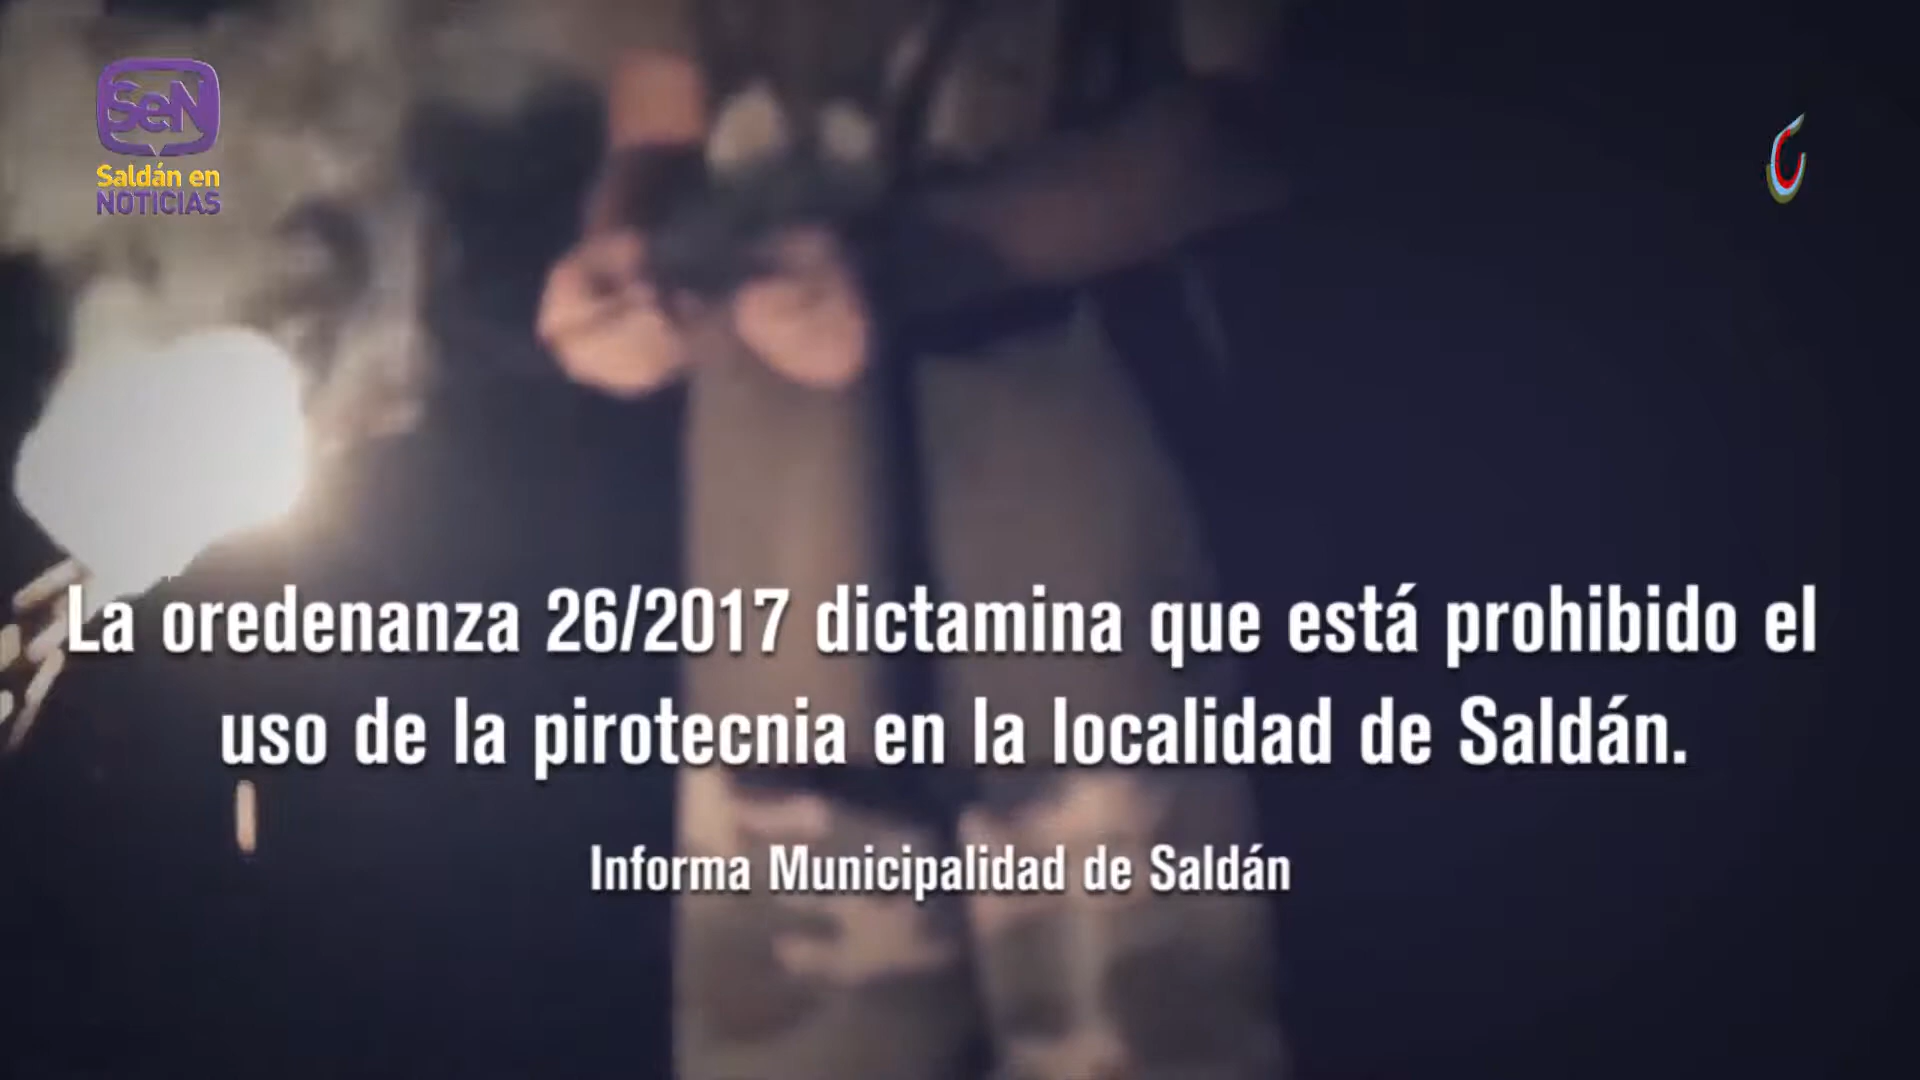 SeN
Saldán en
NOTICIAS
La oredenanza 26/2017 dictamina que está prohibido el
uso de la pirotecnia en la localidad de Saldán.
Informa Municipalidad de Saldán